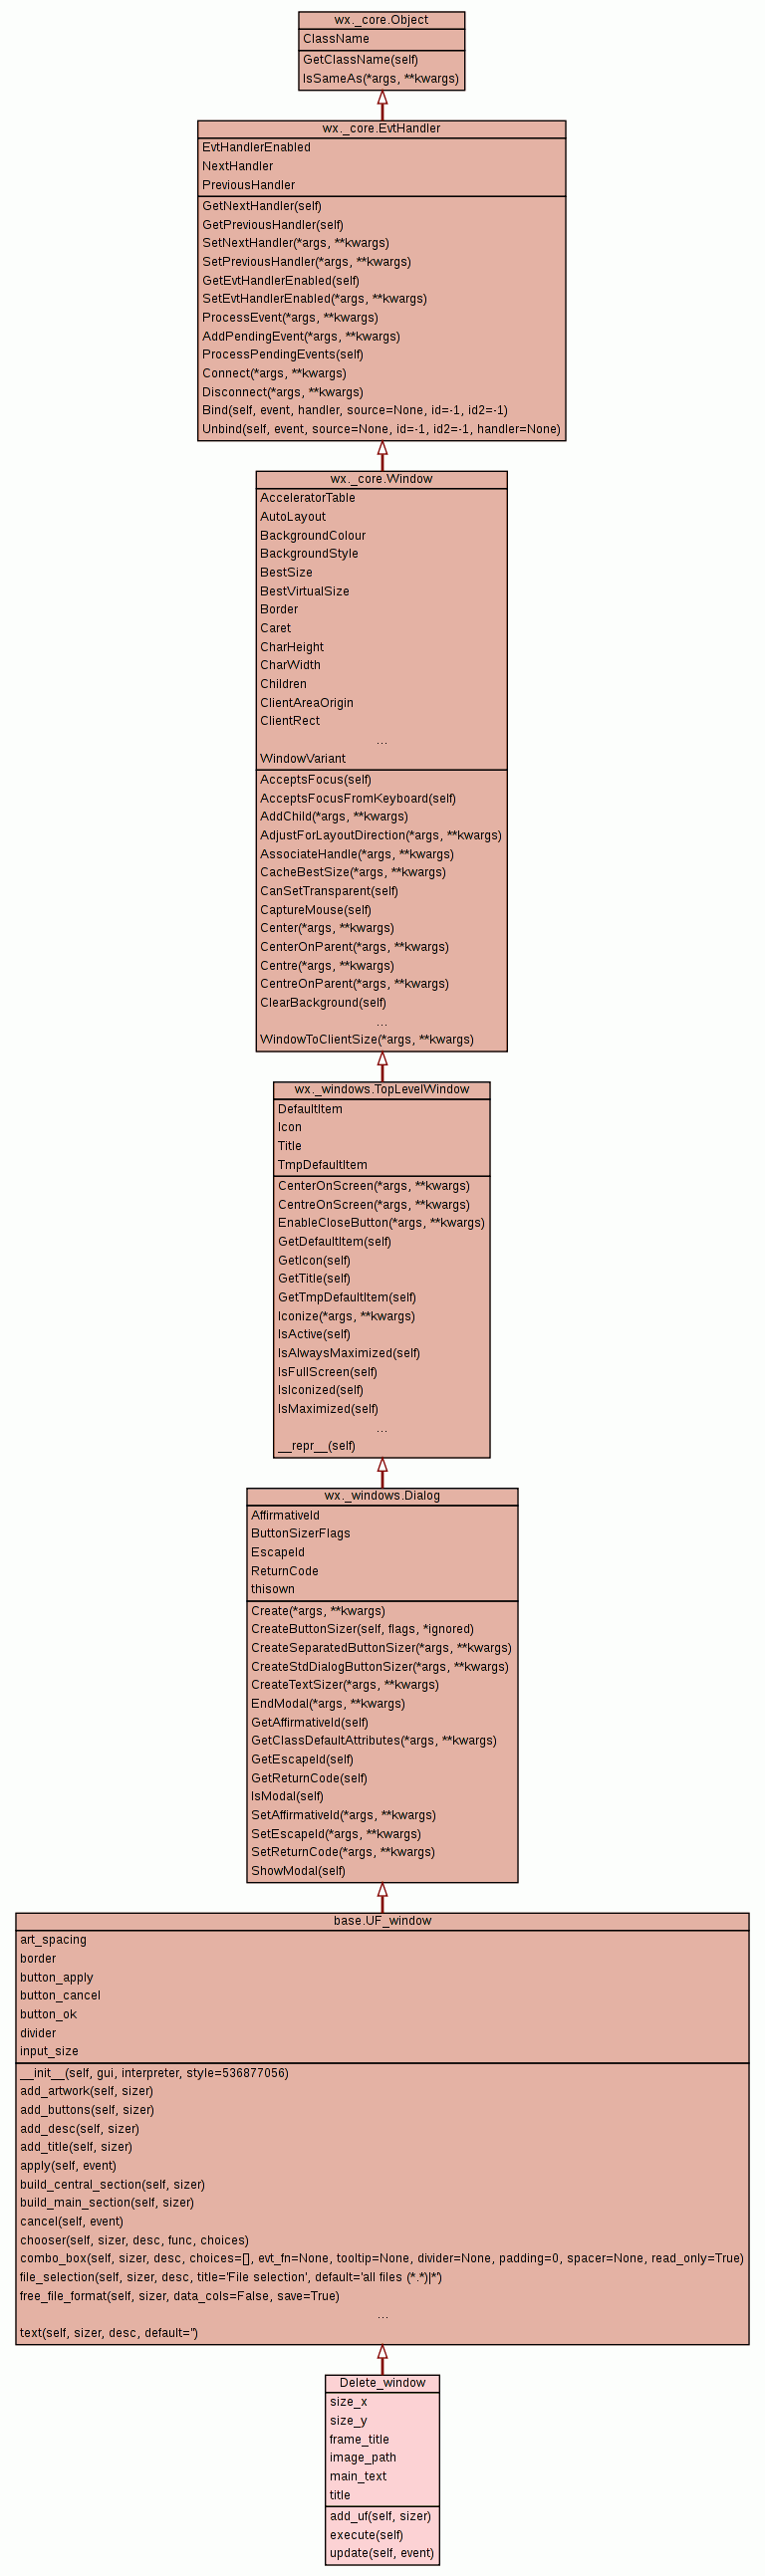 wx._core.Object
ClassName
GetClassName(self)
IsSameAs(*args, **kwargs)
wx._core.EvtHandler
EvtHandlerEnabled
NextHandler
PreviousHandler
GetNextHandler(self)
GetPreviousHandler(self)
SetNextHandler(*args, **kwargs)
SetPreviousHandler(*args, **kwargs)
GetEvtHandlerEnabled(self)
SetEvtHandlerEnabled(*args, **kwargs)
ProcessEvent(*args, **kwargs)
AddPendingEvent(*args, **kwargs)
ProcessPendingEvents(self)
Connect(*args, **kwargs)
Disconnect(*args, **kwargs)
Bind(self, event, handler, source=None, id=-1, id2=-1)
Unbind(self, event, source=None, id=-1, id2=-1, handler=None)
wx._core.Window
AcceleratorTable
AutoLayout
BackgroundColour
BackgroundStyle
BestSize
BestVirtualSize
Border
Caret
CharHeight
CharWidth
Children
ClientAreaOrigin
ClientRect
...
WindowVariant
AcceptsFocus(self)
AcceptsFocusFromKeyboard(self)
AddChild(*args, **kwargs)
AdjustForLayoutDirection(*args, **kwargs)
AssociateHandle(*args, **kwargs)
CacheBestSize(*args, **kwargs)
CanSetTransparent(self)
CaptureMouse(self)
Center(*args, **kwargs)
CenterOnParent(*args, **kwargs)
Centre(*args, **kwargs)
CentreOnParent(*args, **kwargs)
ClearBackground(self)
...
WindowToClientSize(*args, **kwargs)
wx._windows.TopLevelWindow
DefaultItem
Icon
Title
TmpDefaultItem
CenterOnScreen(*args, **kwargs)
CentreOnScreen(*args, **kwargs)
EnableCloseButton(*args, **kwargs)
GetDefaultItem(self)
GetIcon(self)
GetTitle(self)
GetTmpDefaultItem(self)
Iconize(*args, **kwargs)
IsActive(self)
IsAlwaysMaximized(self)
IsFullScreen(self)
IsIconized(self)
IsMaximized(self)
...
__repr__(self)
wx._windows.Dialog
AffirmativeId
ButtonSizerFlags
EscapeId
ReturnCode
thisown
Create(*args, **kwargs)
CreateButtonSizer(self, flags, *ignored)
CreateSeparatedButtonSizer(*args, **kwargs)
CreateStdDialogButtonSizer(*args, **kwargs)
CreateTextSizer(*args, **kwargs)
EndModal(*args, **kwargs)
GetAffirmativeId(self)
GetClassDefaultAttributes(*args, **kwargs)
GetEscapeId(self)
GetReturnCode(self)
IsModal(self)
SetAffirmativeId(*args, **kwargs)
SetEscapeId(*args, **kwargs)
SetReturnCode(*args, **kwargs)
ShowModal(self)
base.UF_window
art_spacing
border
button_apply
button_cancel
button_ok
divider
input_size
__init__(self, gui, interpreter, style=536877056)
add_artwork(self, sizer)
add_buttons(self, sizer)
add_desc(self, sizer)
add_title(self, sizer)
apply(self, event)
build_central_section(self, sizer)
build_main_section(self, sizer)
cancel(self, event)
chooser(self, sizer, desc, func, choices)
combo_box(self, sizer, desc, choices=[], evt_fn=None, tooltip=None, divider=None, padding=0, spacer=None, read_only=True)
file_selection(self, sizer, desc, title='File selection', default='all files (*.*)|*')
free_file_format(self, sizer, data_cols=False, save=True)
...
text(self, sizer, desc, default='')
Delete_window
size_x
size_y
frame_title
image_path
main_text
title
add_uf(self, sizer)
execute(self)
update(self, event)